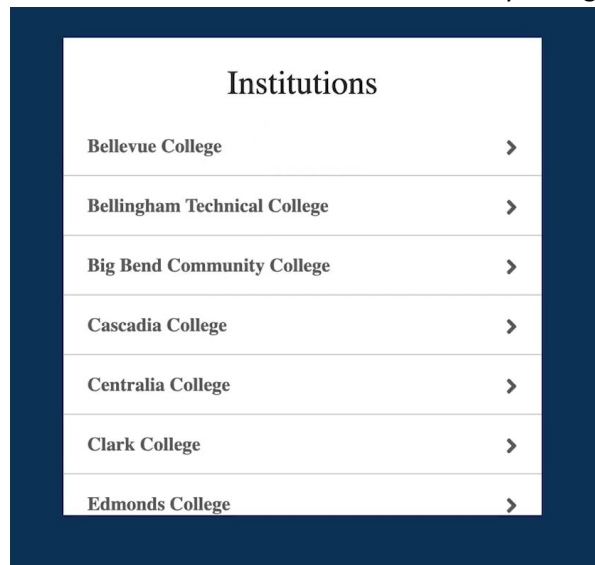 Institutions
Bellevue College
Bellingham Technical College
Big Bend Community College
Cascadia College
Centralia College
Clark College
Edmonds College